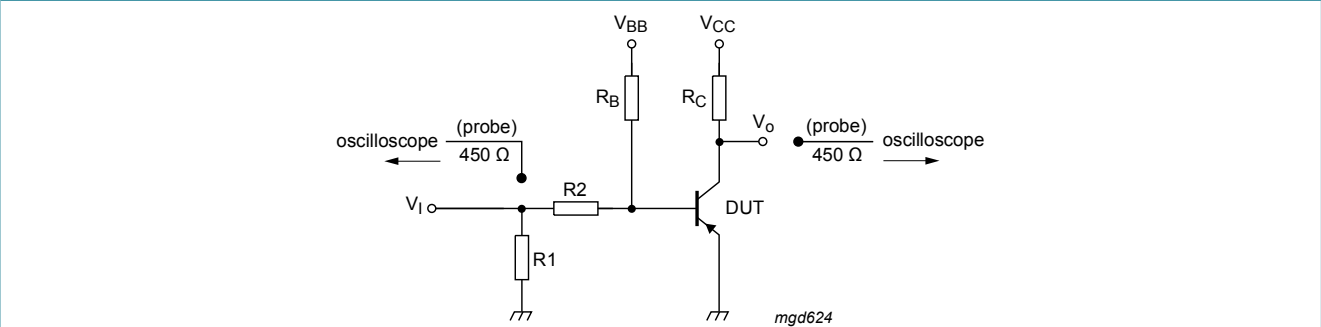 VBB VCC
RB RC
Vo
oscilloscope (probe) 450 Ω
(probe) 450 Ω oscilloscope
VI R2 DUT
R1
mgd624